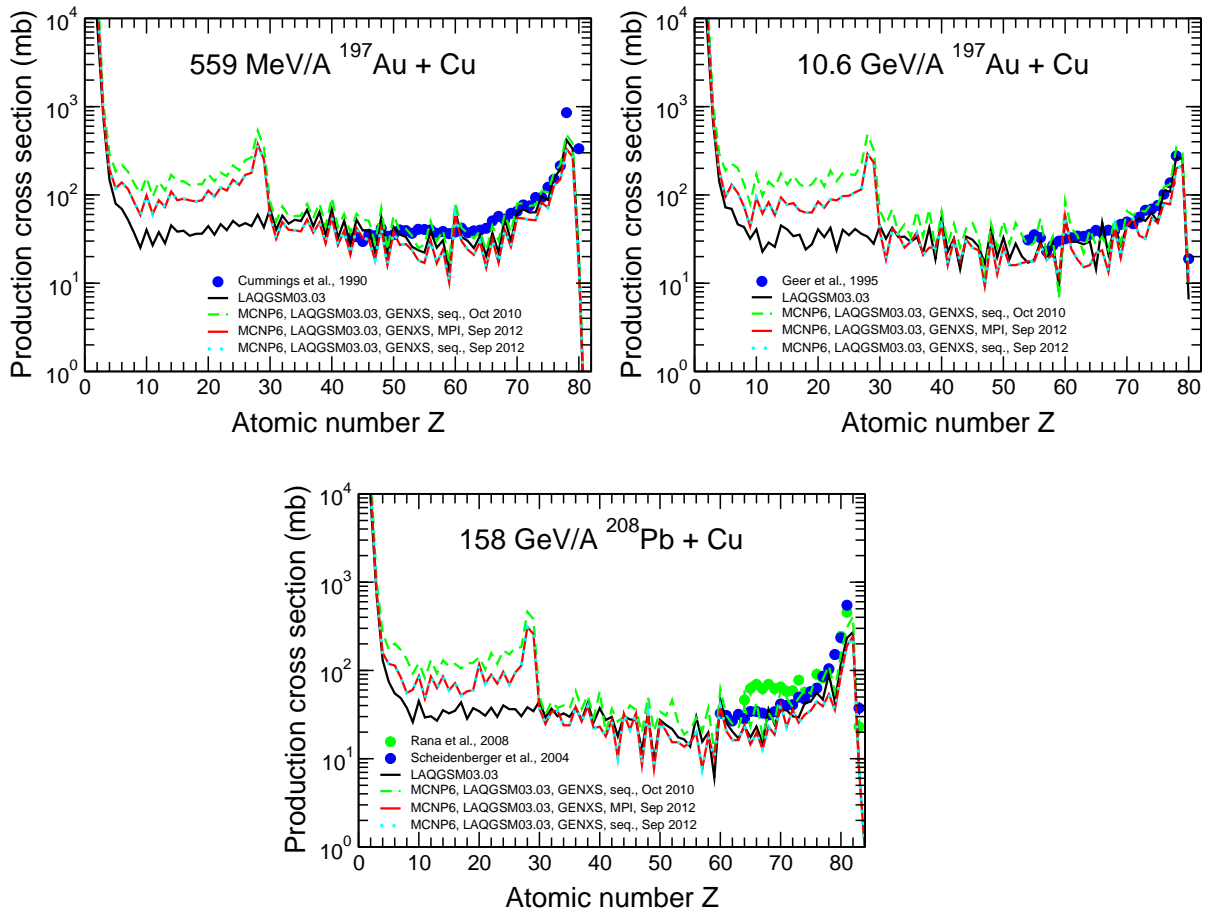 559 MeV/A 197Au + Cu
Production cross section (mb)
10^4
10^3
10^2
10^1
10^0
Cummings et al., 1990
LAQGSM03.03
MCNP6, LAQGSM03.03, GENXS, seq., Oct 2010
MCNP6, LAQGSM03.03, GENXS, MPI, Sep 2012
MCNP6, LAQGSM03.03, GENXS, seq., Sep 2012
0 10 20 30 40 50 60 70 80
Atomic number Z
10.6 GeV/A 197Au + Cu
Production cross section (mb)
10^4
10^3
10^2
10^1
10^0
Geer et al., 1995
LAQGSM03.03
MCNP6, LAQGSM03.03, GENXS, seq., Oct 2010
MCNP6, LAQGSM03.03, GENXS, MPI, Sep 2012
MCNP6, LAQGSM03.03, GENXS, seq., Sep 2012
0 10 20 30 40 50 60 70 80
Atomic number Z
158 GeV/A 208Pb + Cu
Production cross section (mb)
10^4
10^3
10^2
10^1
10^0
Rana et al., 2008
Scheidenberger et al., 2004
LAQGSM03.03
MCNP6, LAQGSM03.03, GENXS, seq., Oct 2010
MCNP6, LAQGSM03.03, GENXS, MPI, Sep 2012
MCNP6, LAQGSM03.03, GENXS, seq., Sep 2012
0 10 20 30 40 50 60 70 80
Atomic number Z